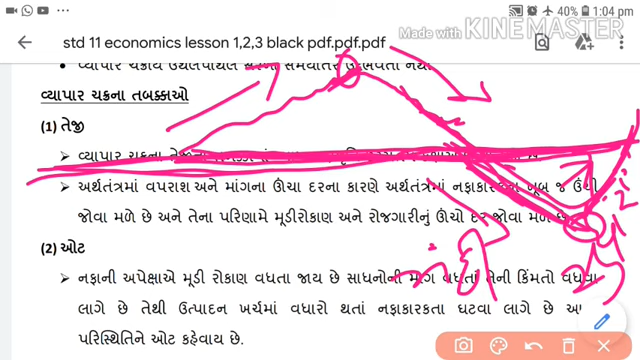 1:04 pm
40%
Made with KINEMASTER
std 11 economics lesson 1,2,3 black pdf.pdf.pdf
વ્યાપાર ચક્રના તબક્કાઓ
(1) તેજી
➢ વ્યાપાર ચક્રના તેજીના
➢ અર્થતંત્રમાં વપરાશ અને માંગના ઊંચા દરના કારણે અર્થતંત્રમાં નફાકારકતા ખૂબ જ ઉંચી
જોવા મળે છે અને તેના પરિણામે મૂડીરોકાણ અને રોજગારીનું ઊંચો દર જોવા મળે છે.
(2) ઓટ
➢ નફાની અપેક્ષાએ મૂડી રોકાણ વધતા જાય છે સાધનોની માંગ વધતાં તેની કિંમતો વધવા
લાગે છે તેથી ઉત્પાદન ખર્ચમાં વધારો થતાં નફાકારકતા ઘટવા લાગે છે આ
પરિસ્થિતિને ઓટ કહેવાય છે.